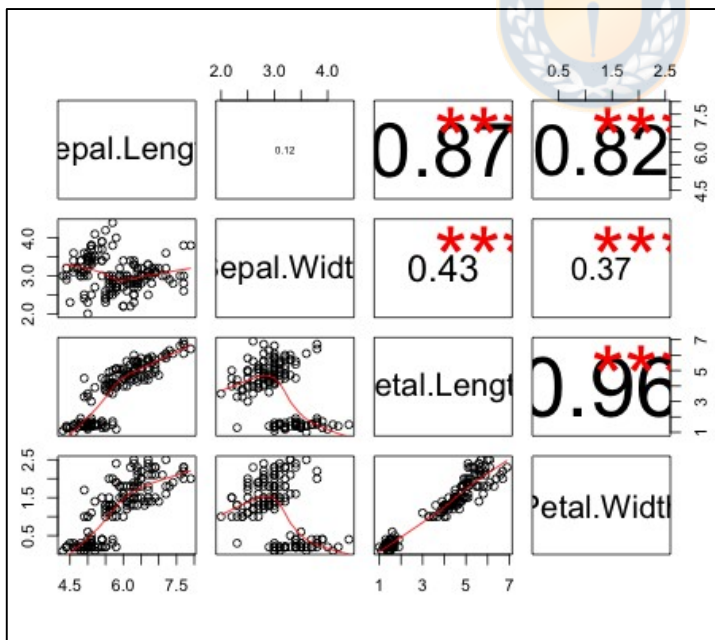 2.0 3.0 4.0
0.5 1.5 2.5
epal.Leng
0.12
0.87 ***
0.82 ***
4.5 6.0 7.5
2.0 3.0 4.0
epal.Widt
0.43 ***
0.37 ***
etal.Lengt
0.96 ***
1 3 5 7
0.5 1.5 2.5
Petal.Widtl
4.5 6.0 7.5
1 3 5 7